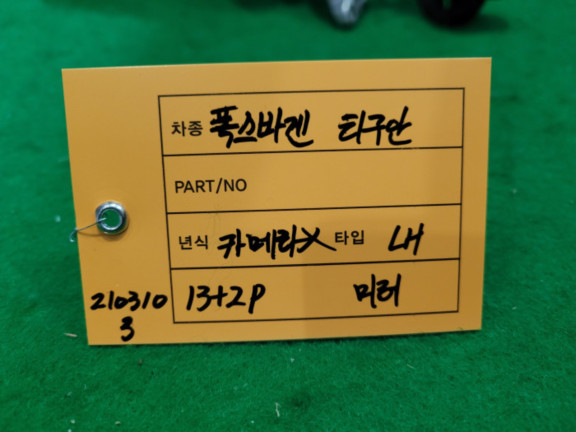 차종 폭스바겐 티구안
PART/NO
년식 카메라X 타입 LH
13+2P 미러
210310
3